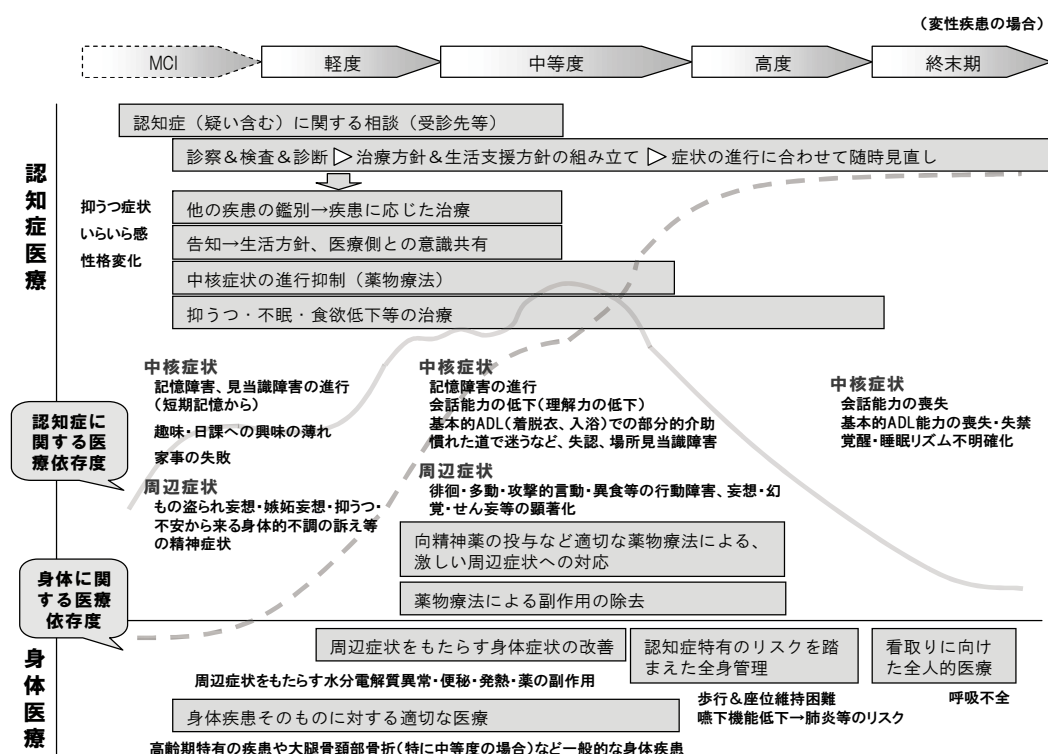 （変性疾患の場合）
MCI
軽度
中等度
高度
終末期
認知症医療
認知症（疑い含む）に関する相談（受診先等）
診察&検査&診断 ▷ 治療方針&生活支援方針の組み立て ▷ 症状の進行に合わせて随時見直し
抑うつ症状
いらいら感
性格変化
他の疾患の鑑別→疾患に応じた治療
告知→生活方針、医療側との意識共有
中核症状の進行抑制（薬物療法）
抑うつ・不眠・食欲低下等の治療
中核症状
記憶障害、見当識障害の進行
（短期記憶から）
趣味・日課への興味の薄れ
家事の失敗
周辺症状
もの盗られ妄想・嫉妬妄想・抑うつ・
不安から来る身体的不調の訴え等
の精神症状
中核症状
記憶障害の進行
会話能力の低下（理解力の低下）
基本的ADL（着脱衣、入浴）での部分的介助
慣れた道で迷うなど、失認、場所見当識障害
周辺症状
徘徊・多動・攻撃的言動・異食等の行動障害、妄想・幻
覚・せん妄等の顕著化
向精神薬の投与など適切な薬物療法による、
激しい周辺症状への対応
薬物療法による副作用の除去
中核症状
会話能力の喪失
基本的ADL能力の喪失・失禁
覚醒・睡眠リズム不明確化
認知症に
関する医
療依存度
身体に関
する医療
依存度
身体医療
周辺症状をもたらす身体症状の改善
周辺症状をもたらす水分電解質異常・便秘・発熱・薬の副作用
身体疾患そのものに対する適切な医療
高齢期特有の疾患や大腿骨頚部骨折（特に中等度の場合）など一般的な身体疾患
認知症特有のリスクを踏
まえた全身管理
歩行&座位維持困難
嚥下機能低下→肺炎等のリスク
看取りに向け
た全人的医療
呼吸不全